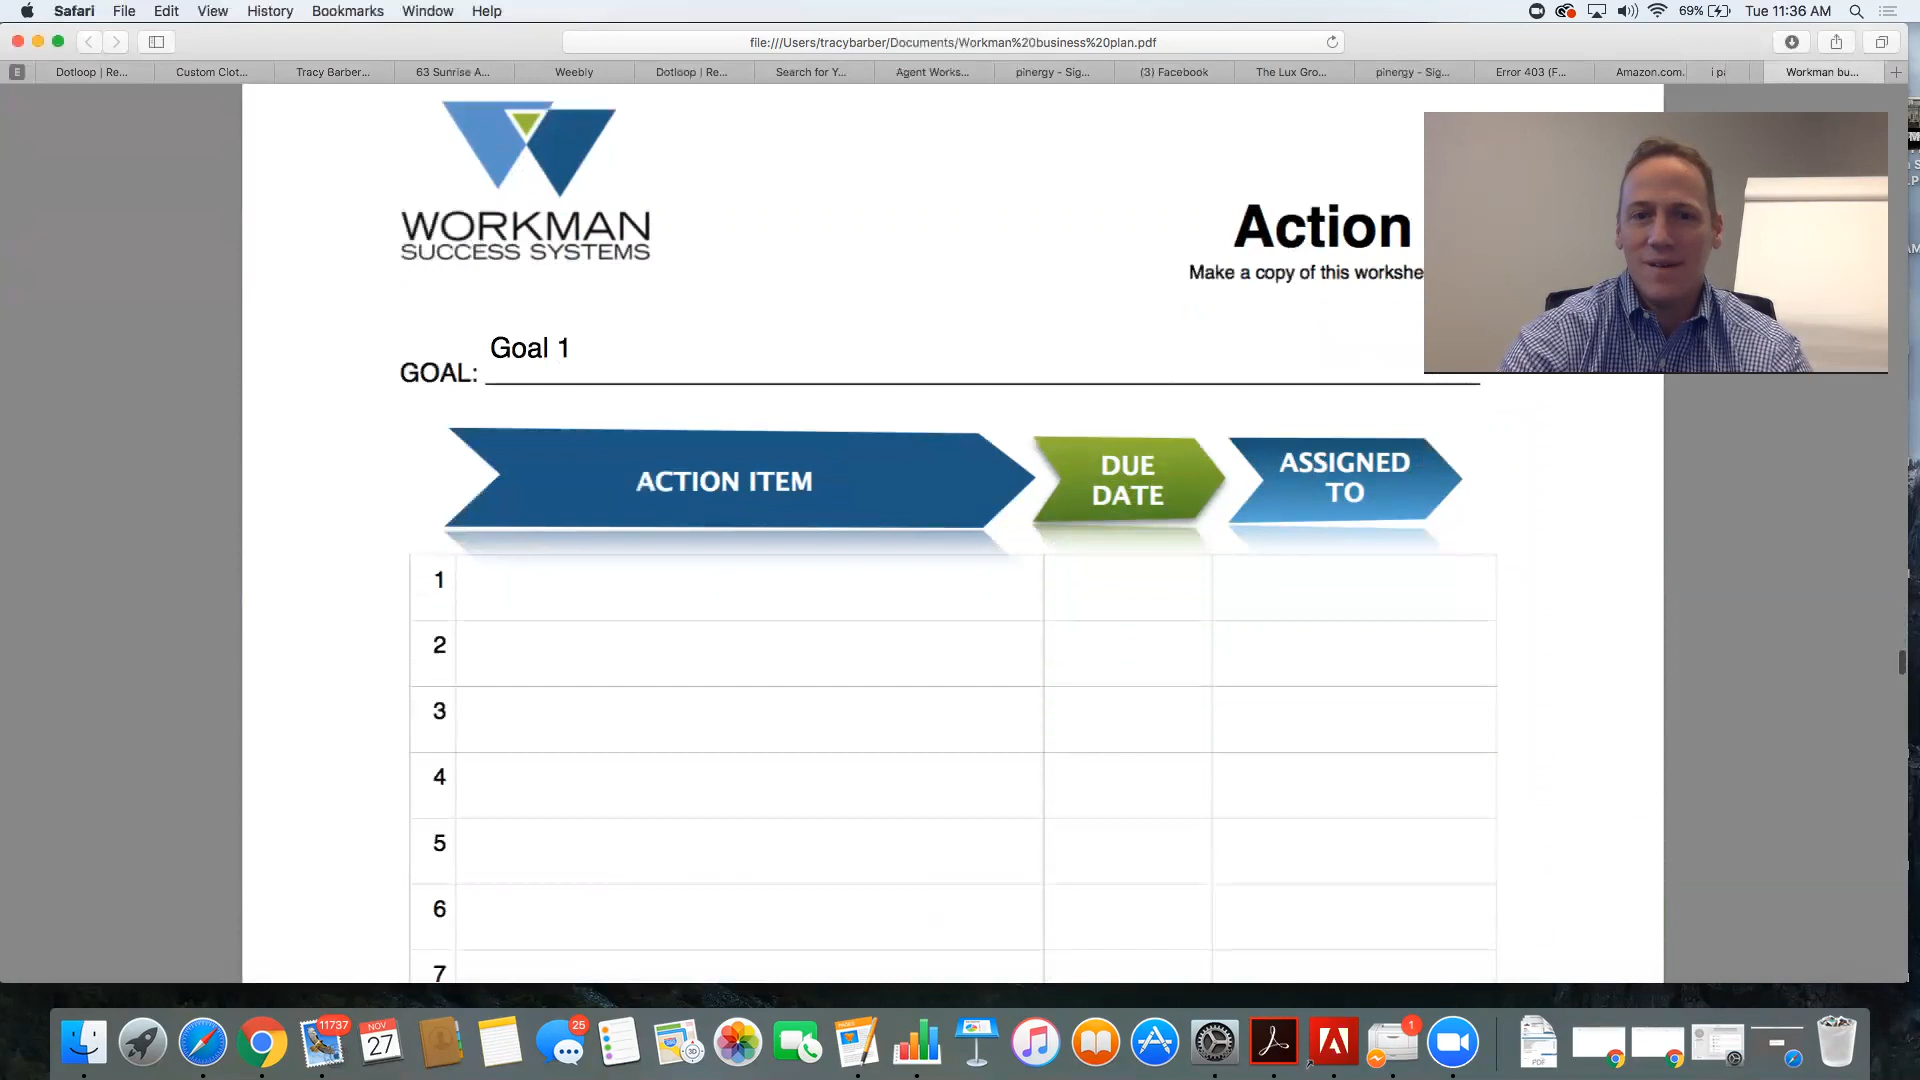 Safari File Edit View History Bookmarks Window Help
69% Tue 11:36 AM
file:///Users/tracybarber/Documents/Workman%20business%20plan.pdf
E Dotloop | Re... Custom Clot... Tracy Barber... 63 Sunrise A... Weebly Dotloop | Re... Search for Y... Agent Works... pinergy - Sig... (3) Facebook The Lux Gro... pinergy - Sig... Error 403 (F... Amazon.com. Workman bu...
WORKMAN
SUCCESS SYSTEMS
Action
Make a copy of this workshe
Goal 1
GOAL:
ACTION ITEM
DUE
DATE
ASSIGNED
TO
1
2
3
4
5
6
7
11737
NOV
27
25
PAGES
1
PDF